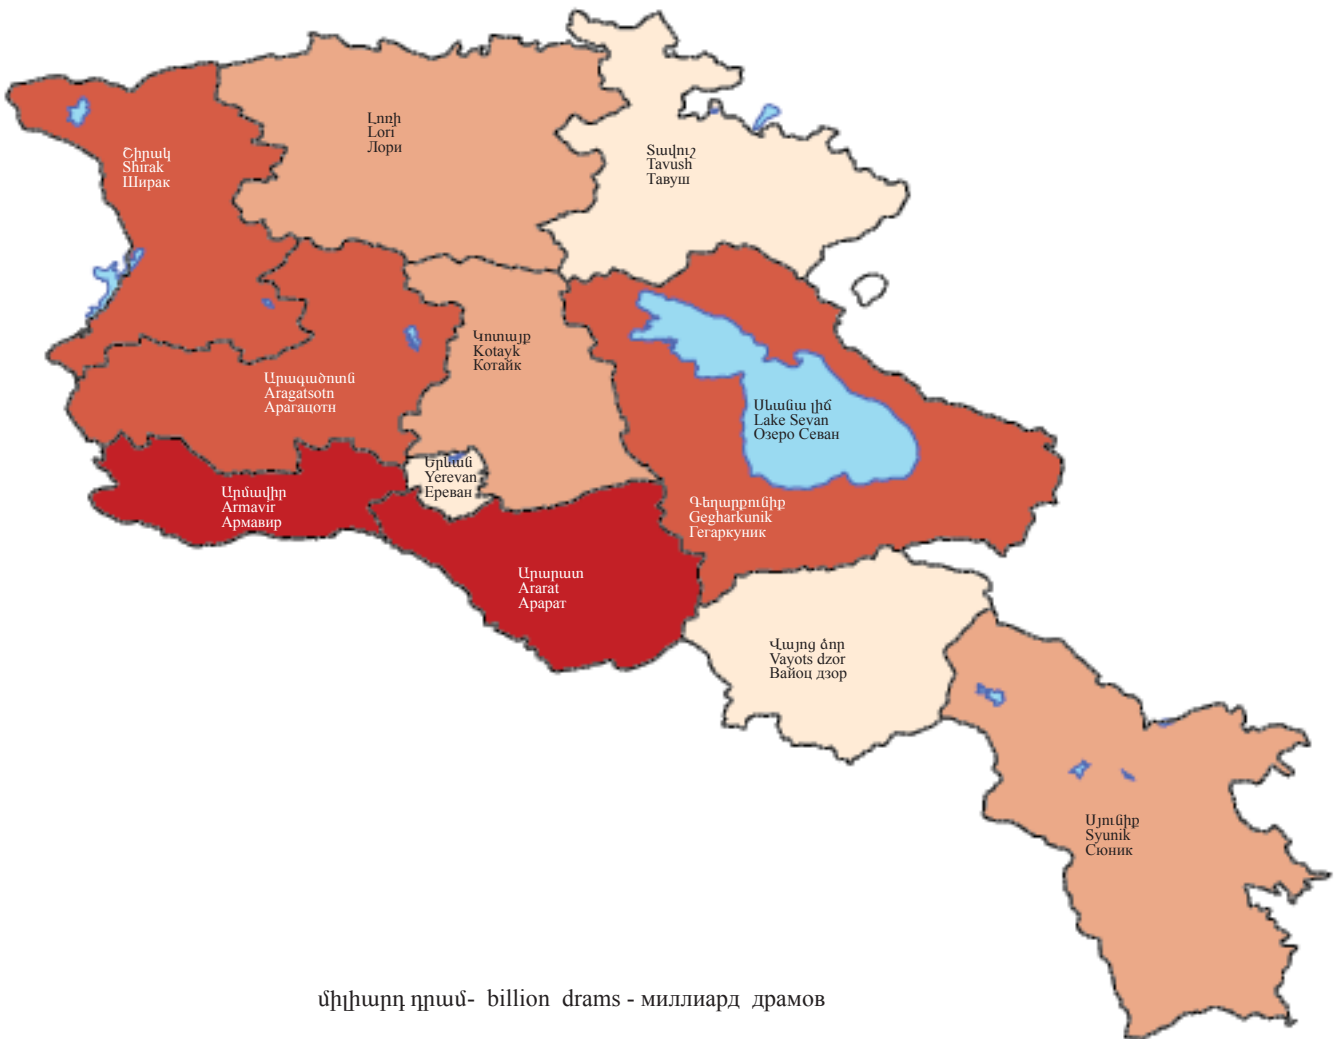 Լոռի
Lori
Лори
Շիրակ
Shirak
Ширак
Տավուշ
Tavush
Тавуш
Կոտայք
Kotayk
Котайк
Արագածոտն
Aragatsotn
Арагацотн
Սևանա լիճ
Lake Sevan
Озеро Севан
Երևան
Yerevan
Ереван
Արմավիր
Armavir
Армавир
Գեղարքունիք
Gegharkunik
Гегаркуник
Արարատ
Ararat
Арарат
Վայոց ձոր
Vayots dzor
Вайоц дзор
Սյունիք
Syunik
Сюник
միլիարդ դրամ- billion drams - миллиард драмов